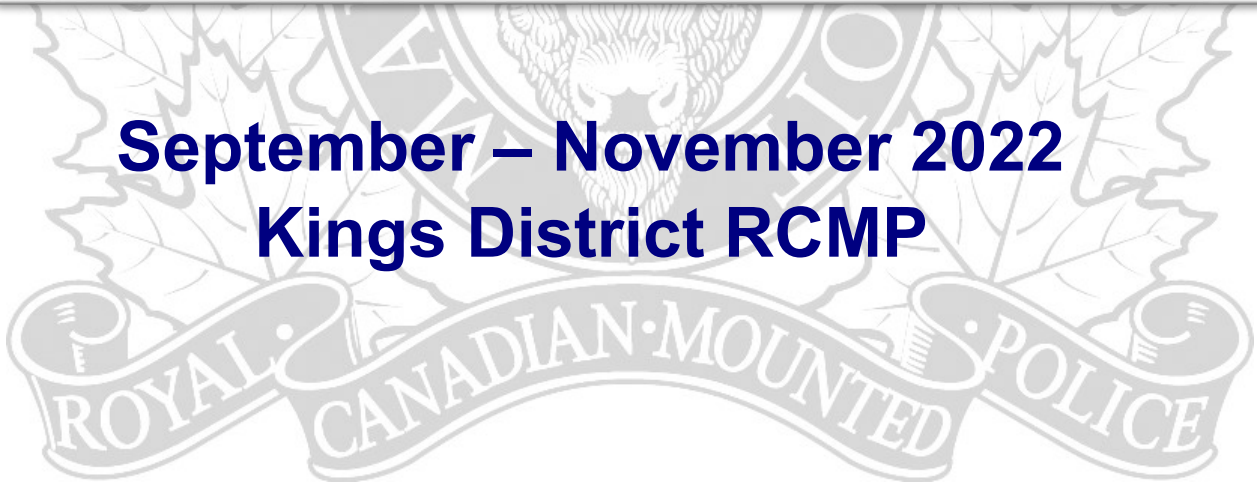 September – November 2022
Kings District RCMP
ROYAL • CANADIAN • MOUNTED • POLICE